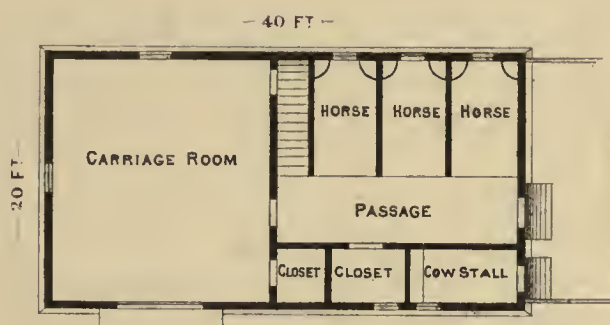 — 40 FT —
— 20 FT —
HORSE HORSE HORSE
CARRIAGE ROOM
PASSAGE
CLOSET CLOSET COW STALL